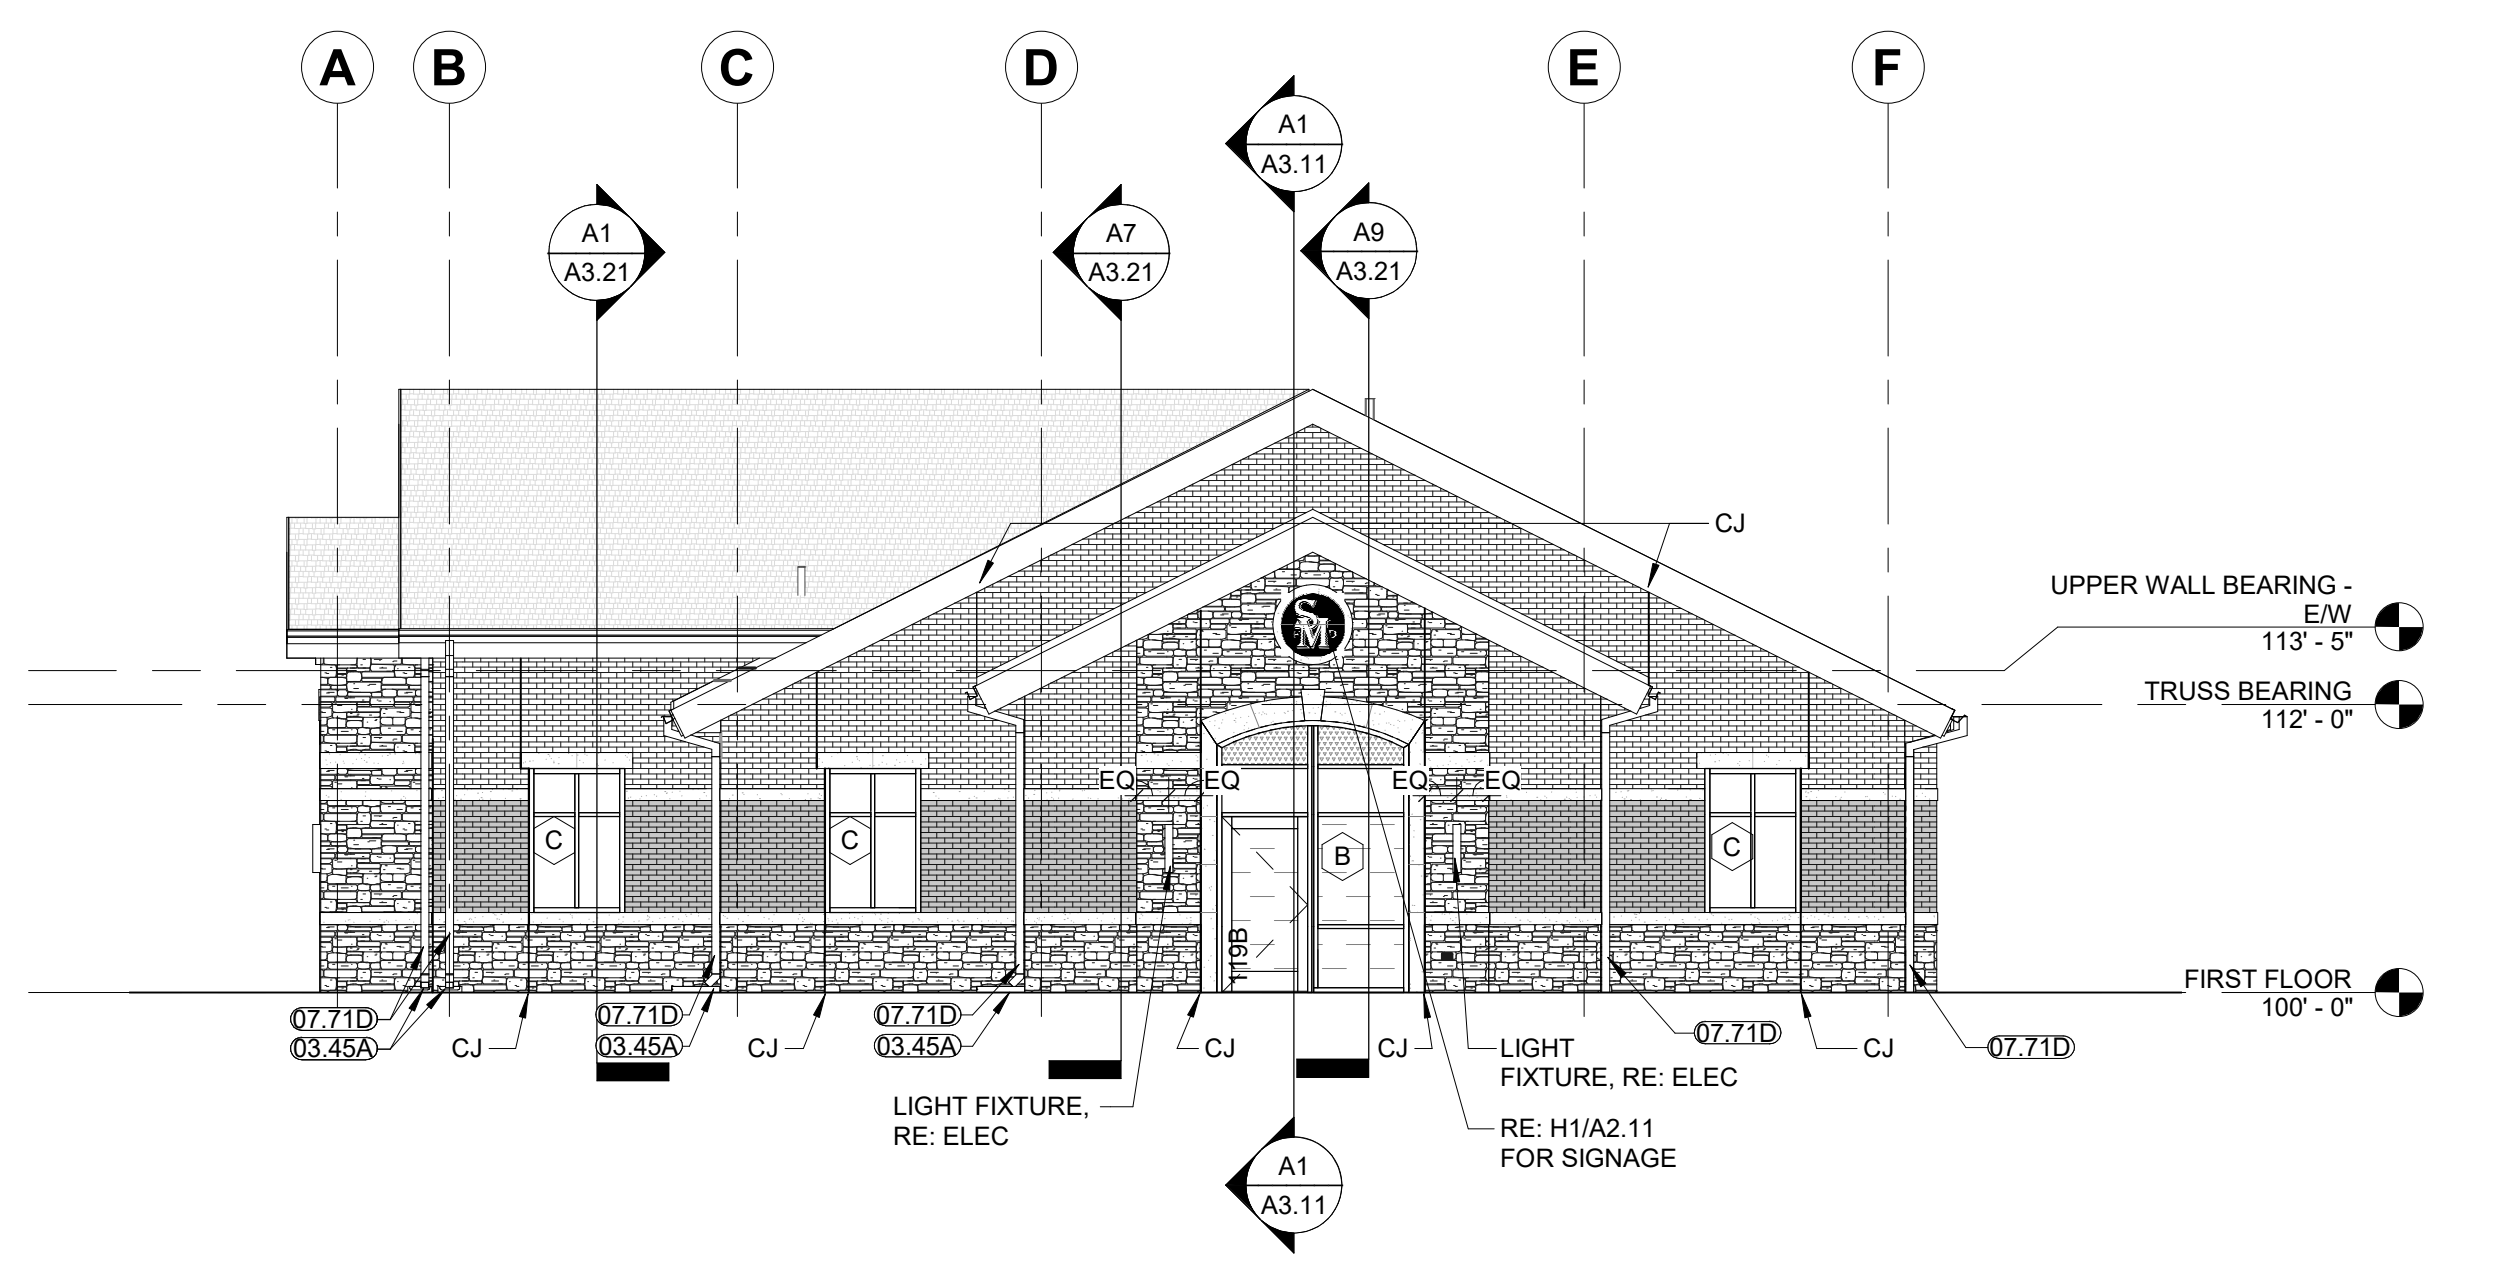 A
B
C
D
E
F
A1
A3.11
A1
A3.21
A7
A3.21
A9
A3.21
CJ
UPPER WALL BEARING -
E/W
113' - 5"
TRUSS BEARING
112' - 0"
S
M
EQ
EQ
EQ
EQ
C
C
B
C
119B
FIRST FLOOR
100' - 0"
07.71D
03.45A
CJ
07.71D
03.45A
CJ
07.71D
03.45A
CJ
CJ
LIGHT
FIXTURE, RE: ELEC
07.71D
CJ
07.71D
LIGHT FIXTURE,
RE: ELEC
RE: H1/A2.11
FOR SIGNAGE
A1
A3.11